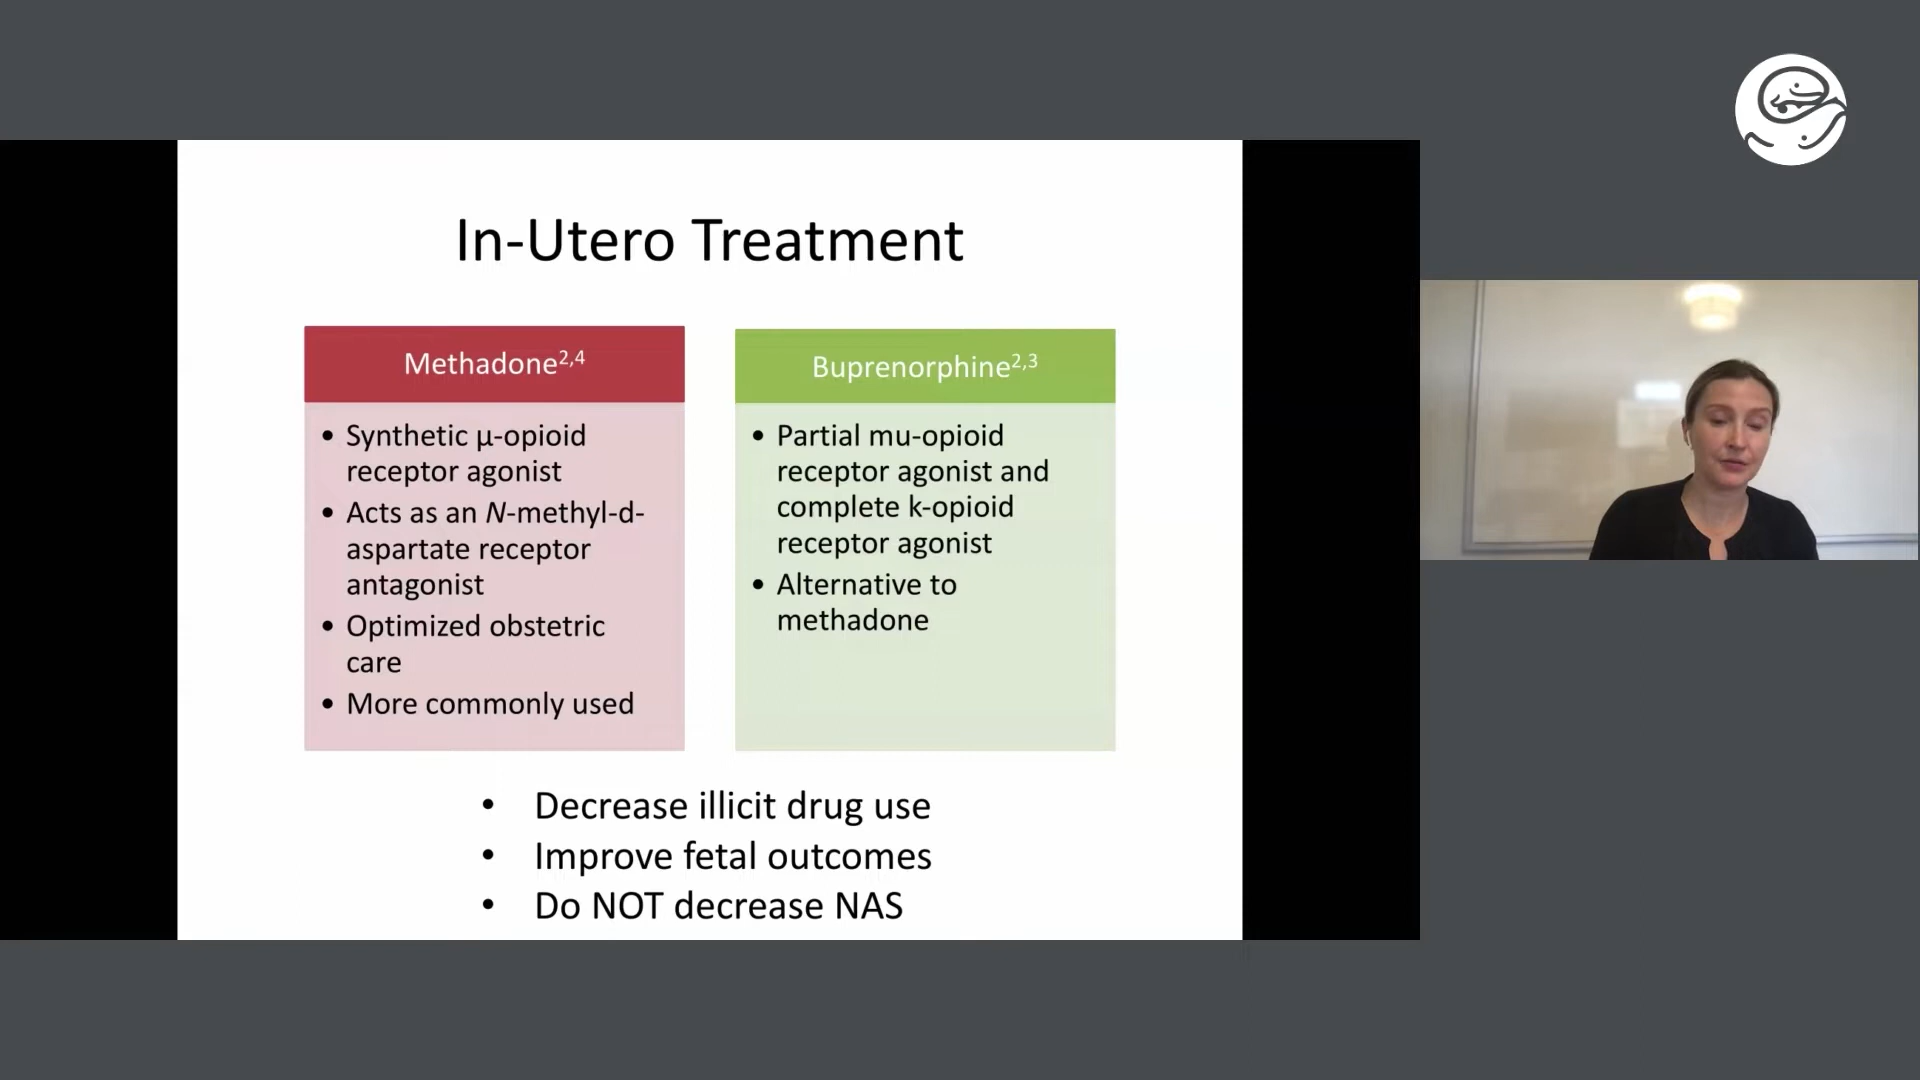 In-Utero Treatment
Methadone2,4
• Synthetic μ-opioid
receptor agonist
• Acts as an N-methyl-d-
aspartate receptor
antagonist
• Optimized obstetric
care
• More commonly used
Buprenorphine2,3
• Partial mu-opioid
receptor agonist and
complete k-opioid
receptor agonist
• Alternative to
methadone
• Decrease illicit drug use
• Improve fetal outcomes
• Do NOT decrease NAS